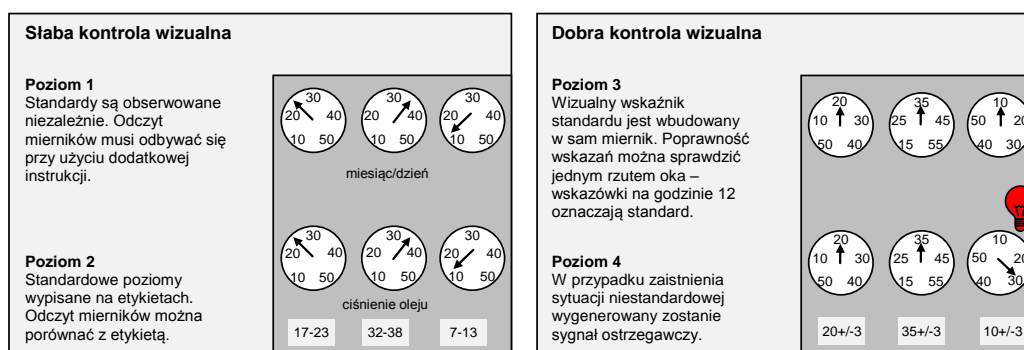 Słaba kontrola wizualna
Poziom 1
Standardy są obserwowane
niezależnie. Odczyt
mierników musi odbywać się
przy użyciu dodatkowej
instrukcji.
30 30 30
20 40 20 40 20 40
10 50 10 50 10 50
miesiąc/dzień
Poziom 2
Standardowe poziomy
wypisane na etykietach.
Odczyt mierników można
porównać z etykietą.
30 30 30
20 40 20 40 20 40
10 50 10 50 10 50
ciśnienie oleju
17-23 32-38 7-13
Dobra kontrola wizualna
Poziom 3
Wizualny wskaźnik
standardu jest wbudowany
w sam miernik. Poprawność
wskazań można sprawdzić
jednym rzutem oka –
wskazówki na godzinie 12
oznaczają standard.
20 35 10
10 30 25 45 50 20
50 40 15 55 40 30
Poziom 4
W przypadku zaistnienia
sytuacji niestandardowej
wygenerowany zostanie
sygnał ostrzegawczy.
20 35 10
10 30 25 45 50 20
50 40 15 55 40 30
20+/-3 35+/-3 10+/-3